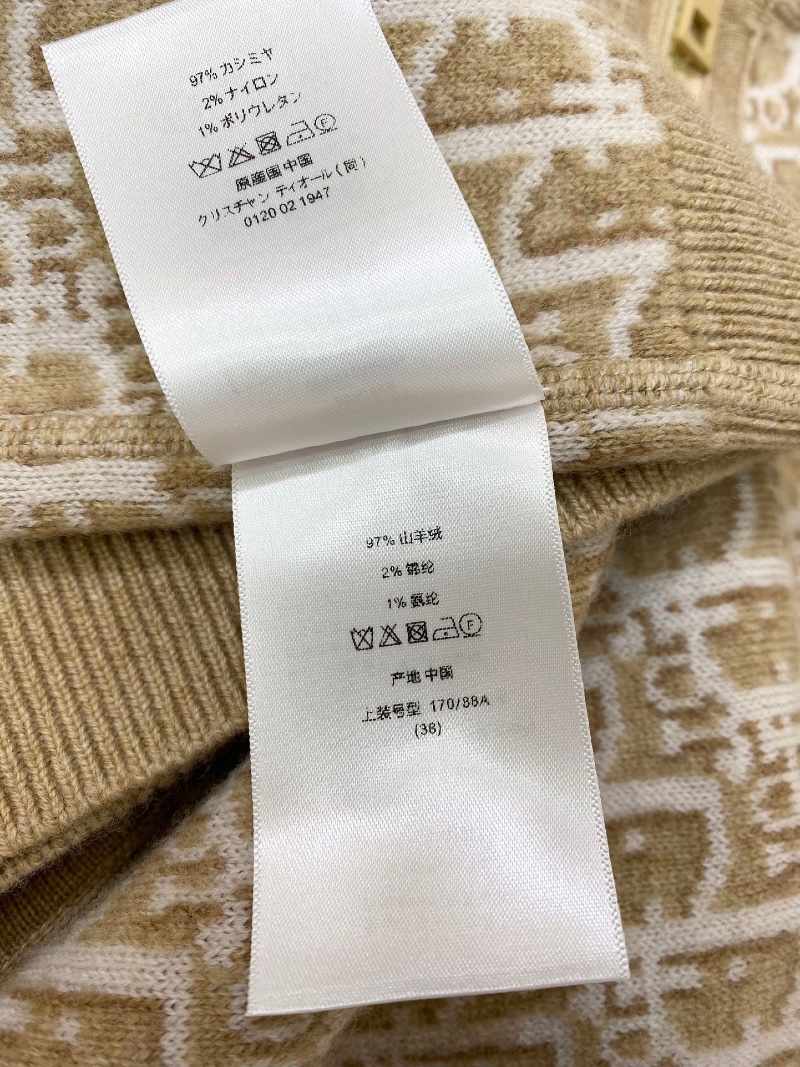 97% カシミヤ
2% ナイロン
1% ポリウレタン
F
原産国 中国
クリスチャン ディオール ( 同 )
0120 02 1947
97% 山羊绒
2% 锦纶
1% 氨纶
F
产地 中国
上装号型 170/88A
(38)